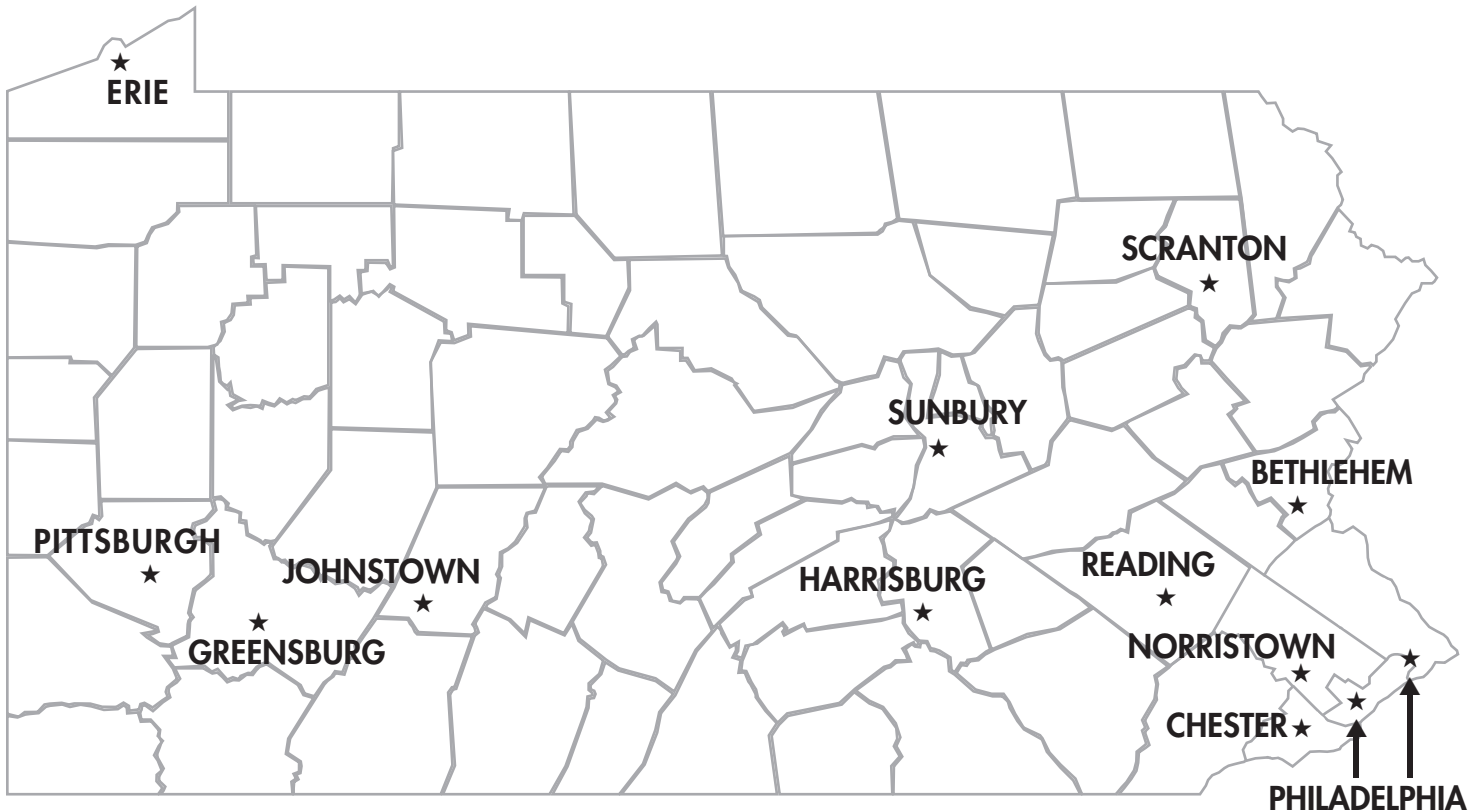 ERIE
SCRANTON
SUNBURY
BETHLEHEM
PITTSBURGH
JOHNSTOWN
HARRISBURG
READING
GREENSBURG
NORRISTOWN
CHESTER
PHILADELPHIA